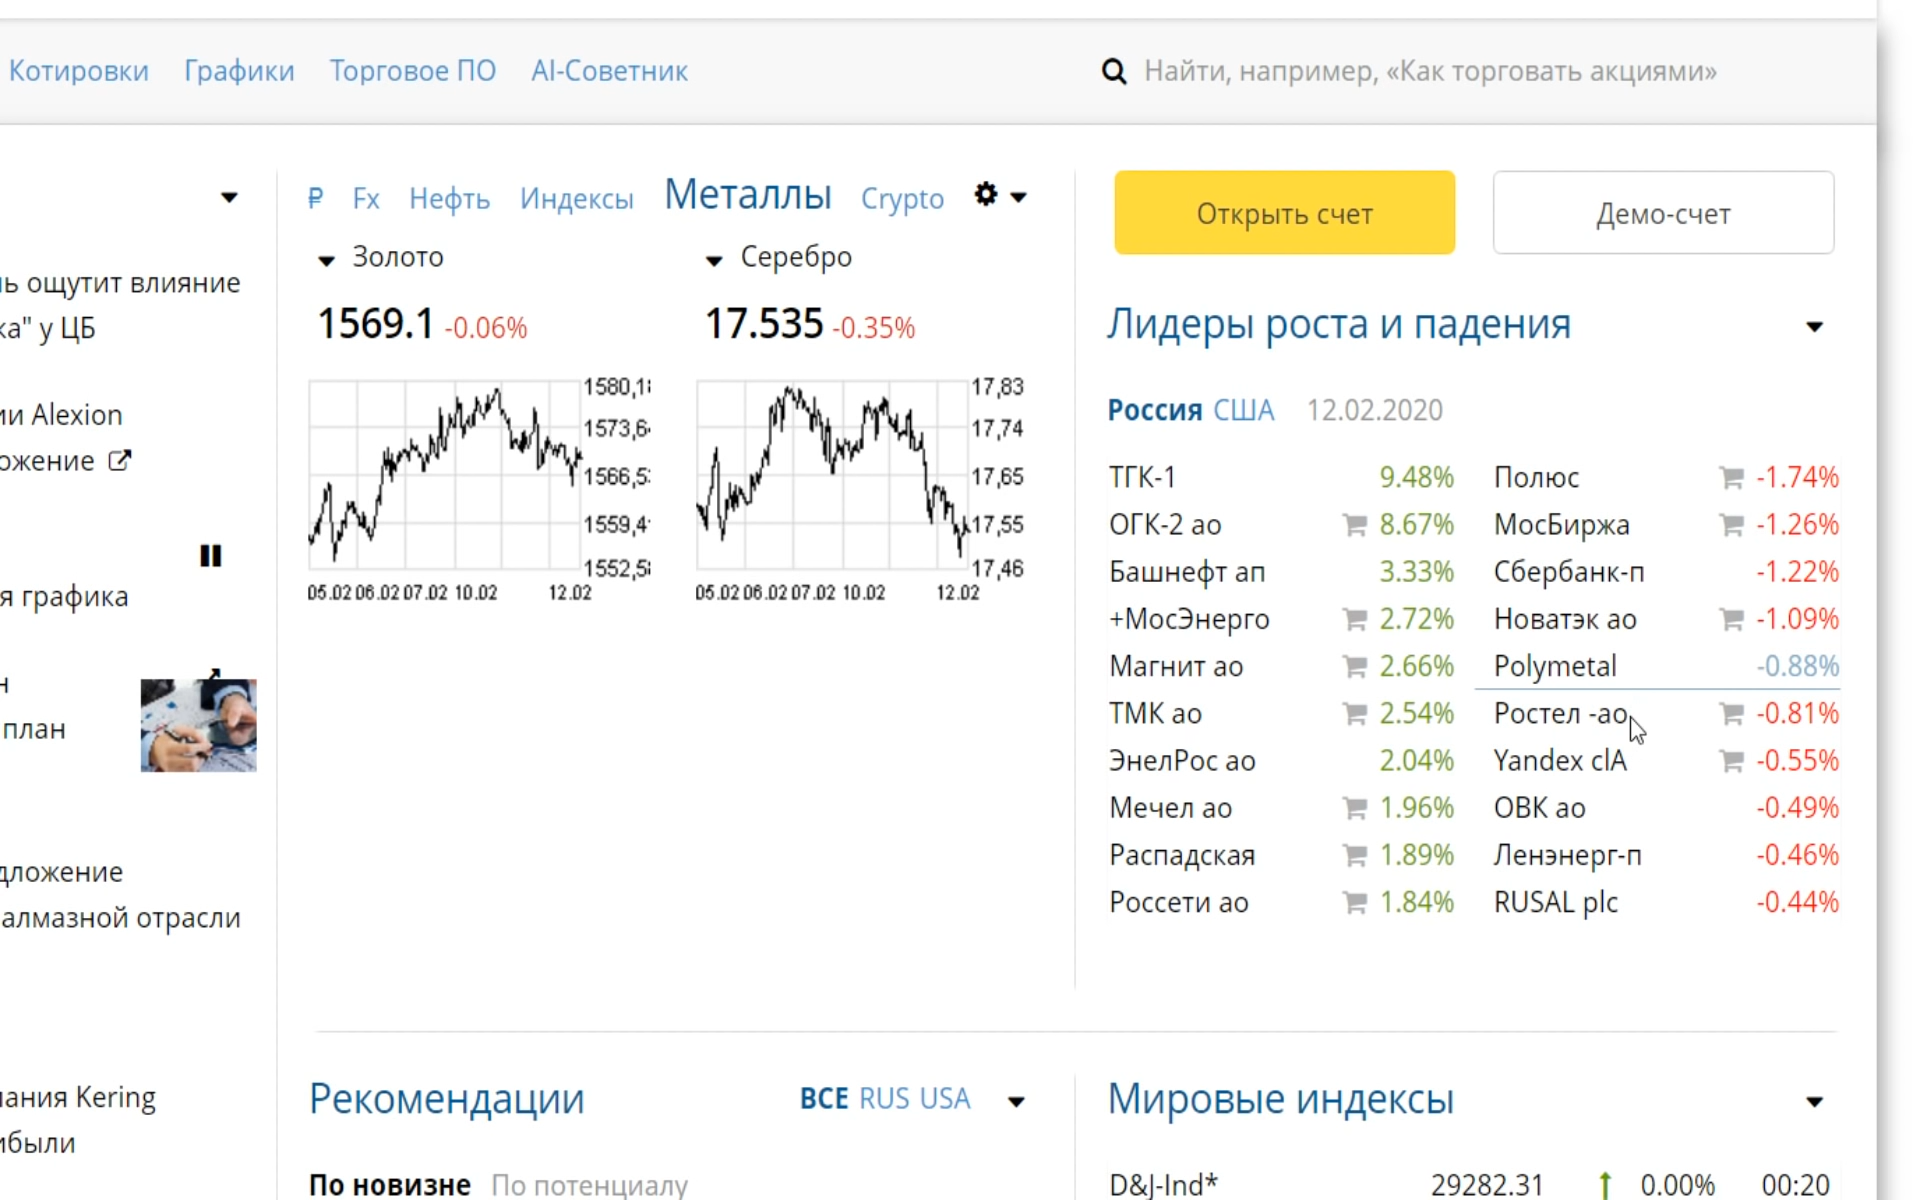 Котировки Графики Торговое ПО AI-Советник
Найти, например, «Как торговать акциями»
ощутит влияние
у ЦБ
Alexion
графика
план
алмазной отрасли
Kering
₽ Fx Нефть Индексы Металлы Crypto
Золото
1569.1 -0.06%
1573,6
1566,5
1559,4
1552,5
05.02 06.02 07.02 10.02 12.02
Серебро
17.535 -0.35%
17,83
17,74
17,65
17,55
17,46
05.02 06.02 07.02 10.02 12.02
Открыть счет
Демо-счет
Лидеры роста и падения
Россия США 12.02.2020
ТГК-1 9.48% Полюс -1.74%
ОГК-2 ао 8.67% МосБиржа -1.26%
Башнефт ап 3.33% Сбербанк-п -1.22%
+МосЭнерго 2.72% Новатэк ао -1.09%
Магнит ао 2.66% Polymetal -0.88%
ТМК ао 2.54% Ростел -ао -0.81%
ЭнелРос ао 2.04% Yandex clA -0.55%
Мечел ао 1.96% ОВК ао -0.49%
Распадская 1.89% Ленэнерг-п -0.46%
Россети ао 1.84% RUSAL plc -0.44%
Рекомендации ВСЕ RUS USA
По новизне По потенциалу
Мировые индексы
D&J-Ind* 29282.31 0.00% 00:20